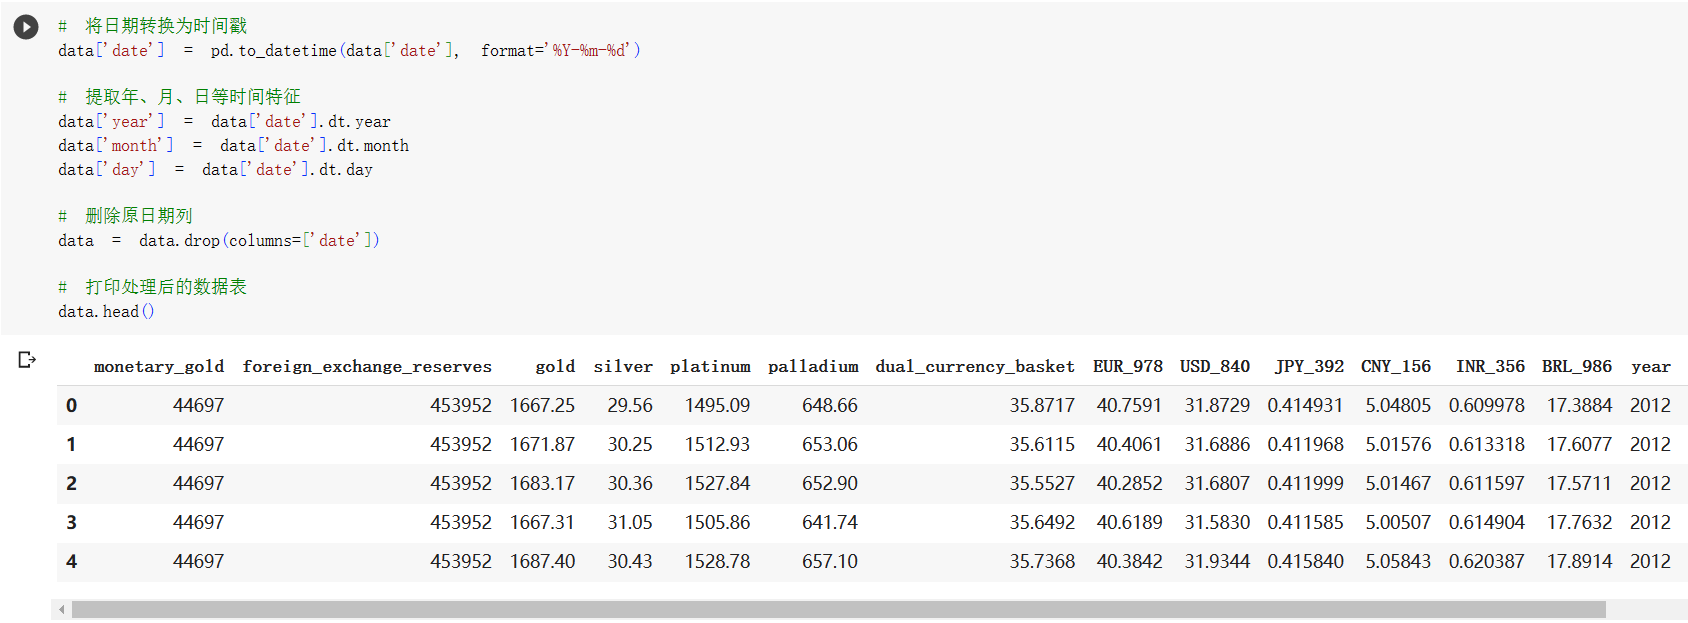 # 将日期转换为时间戳
data['date'] = pd.to_datetime(data['date'], format='%Y-%m-%d')
# 提取年、月、日等时间特征
data['year'] = data['date'].dt.year
data['month'] = data['date'].dt.month
data['day'] = data['date'].dt.day
# 删除原日期列
data = data.drop(columns=['date'])
# 打印处理后的数据表
data.head()
monetary_gold foreign_exchange_reserves gold silver platinum palladium dual_currency_basket EUR_978 USD_840 JPY_392 CNY_156 INR_356 BRL_986 year
0 44697 453952 1667.25 29.56 1495.09 648.66 35.8717 40.7591 31.8729 0.414931 5.04805 0.609978 17.3884 2012
1 44697 453952 1671.87 30.25 1512.93 653.06 35.6115 40.4061 31.6886 0.411968 5.01576 0.613318 17.6077 2012
2 44697 453952 1683.17 30.36 1527.84 652.90 35.5527 40.2852 31.6807 0.411999 5.01467 0.611597 17.5711 2012
3 44697 453952 1667.31 31.05 1505.86 641.74 35.6492 40.6189 31.5830 0.411585 5.00507 0.614904 17.7632 2012
4 44697 453952 1687.40 30.43 1528.78 657.10 35.7368 40.3842 31.9344 0.415840 5.05843 0.620387 17.8914 2012